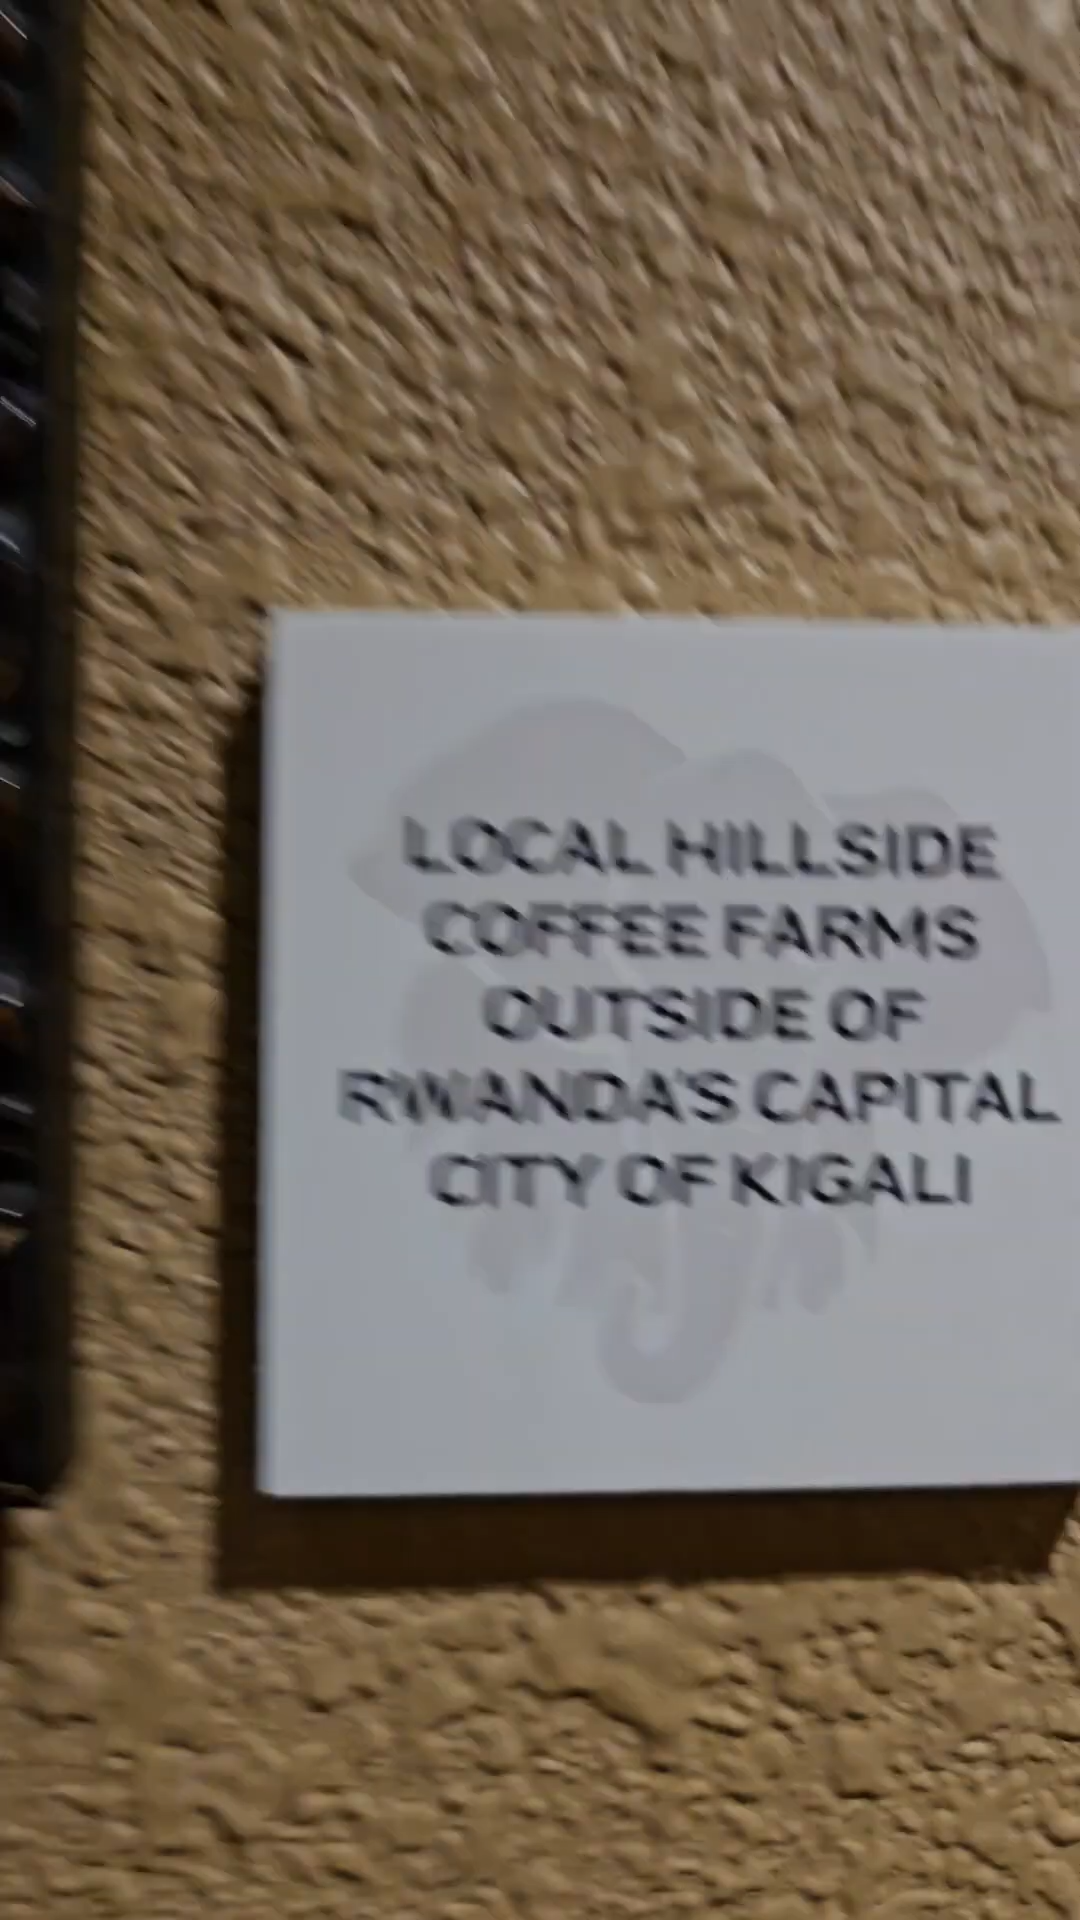 LOCAL HILLSIDE
COFFEE FARMS
OUTSIDE OF
RWANDA'S CAPITAL
CITY OF KIGALI